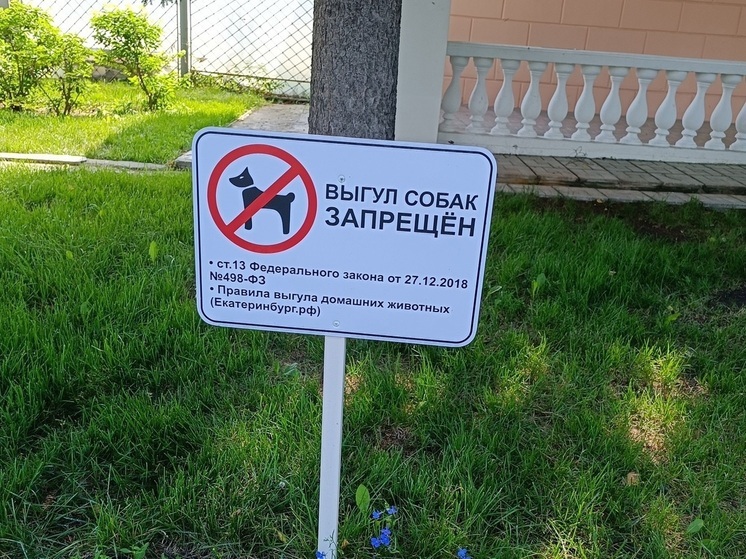 ВЫГУЛ СОБАК
ЗАПРЕЩЁН
• ст.13 Федерального закона от 27.12.2018
№498-ФЗ
• Правила выгула домашних животных
(Екатеринбург.рф)